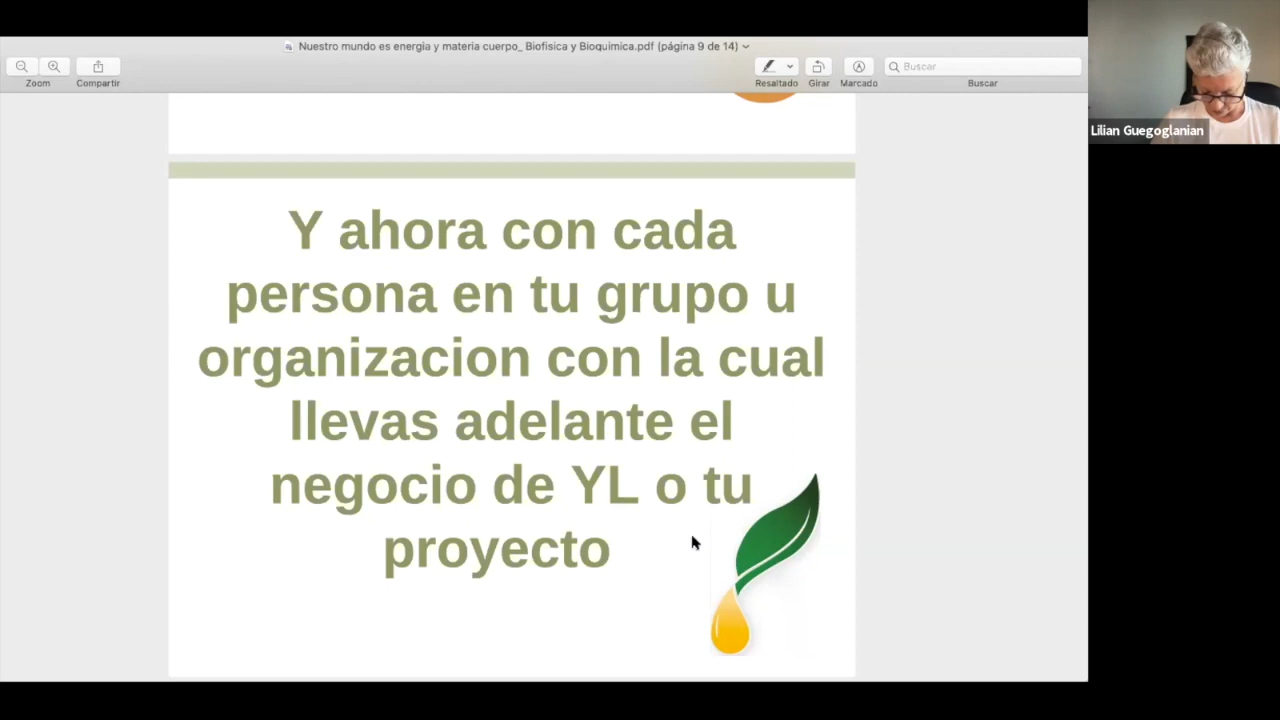 Nuestro mundo es energia y materia cuerpo_ Biofisica y Bioquimica.pdf (página 9 de 14)
Zoom
Compartir
Resaltado
Girar
Marcado
Buscar
Buscar
Lilian Guegoglanian
Y ahora con cada
persona en tu grupo u
organizacion con la cual
llevas adelante el
negocio de YL o tu
proyecto